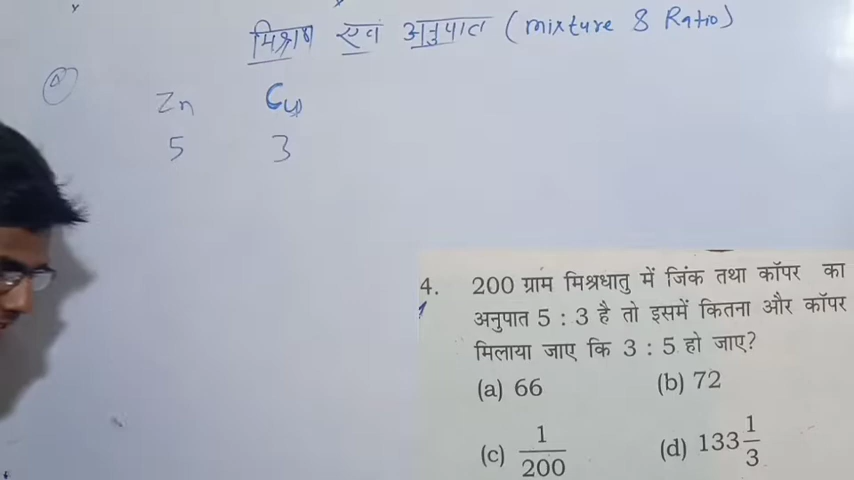 मिश्रण एवं अनुपात (mixture & Ratio)
Zn Cu
5 3
4. 200 ग्राम मिश्रधातु में जिंक तथा कॉपर का
अनुपात 5 : 3 है तो इसमें कितना और कॉपर
मिलाया जाए कि 3 : 5 हो जाए?
(a) 66 (b) 72
(c) 1/200 (d) 133 1/3